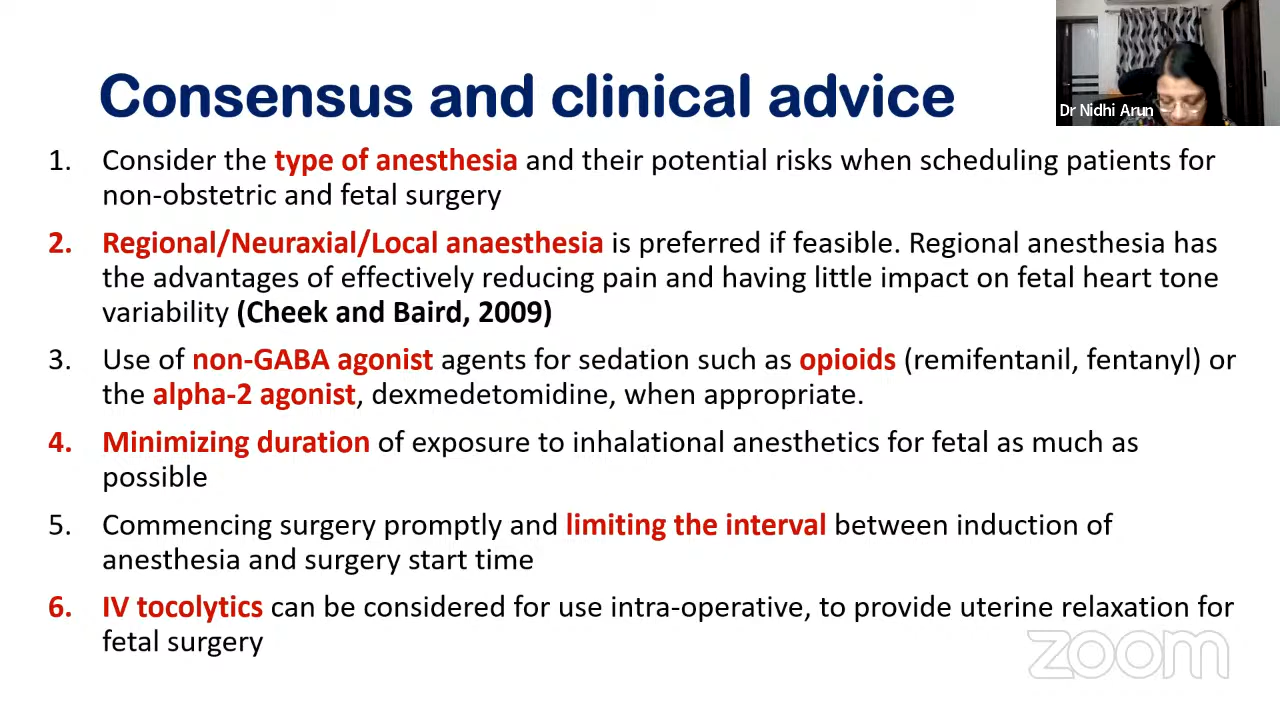 Consensus and clinical advice
Dr Nidhi Arun
1. Consider the type of anesthesia and their potential risks when scheduling patients for
non-obstetric and fetal surgery
2. Regional/Neuraxial/Local anaesthesia is preferred if feasible. Regional anesthesia has
the advantages of effectively reducing pain and having little impact on fetal heart tone
variability (Cheek and Baird, 2009)
3. Use of non-GABA agonist agents for sedation such as opioids (remifentanil, fentanyl) or
the alpha-2 agonist, dexmedetomidine, when appropriate.
4. Minimizing duration of exposure to inhalational anesthetics for fetal as much as
possible
5. Commencing surgery promptly and limiting the interval between induction of
anesthesia and surgery start time
6. IV tocolytics can be considered for use intra-operative, to provide uterine relaxation for
fetal surgery
zoom